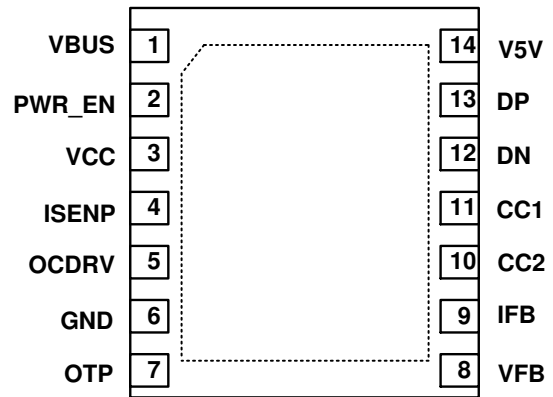 VBUS 1 14 V5V
PWR_EN 2 13 DP
VCC 3 12 DN
ISENP 4 11 CC1
OCDRV 5 10 CC2
GND 6 9 IFB
OTP 7 8 VFB